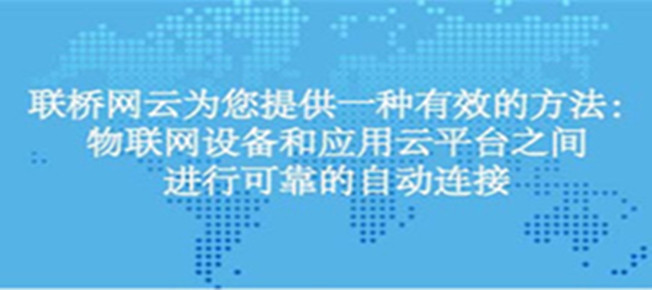 联桥网云为您提供一种有效的方法：
物联网设备和应用云平台之间
进行可靠的自动连接